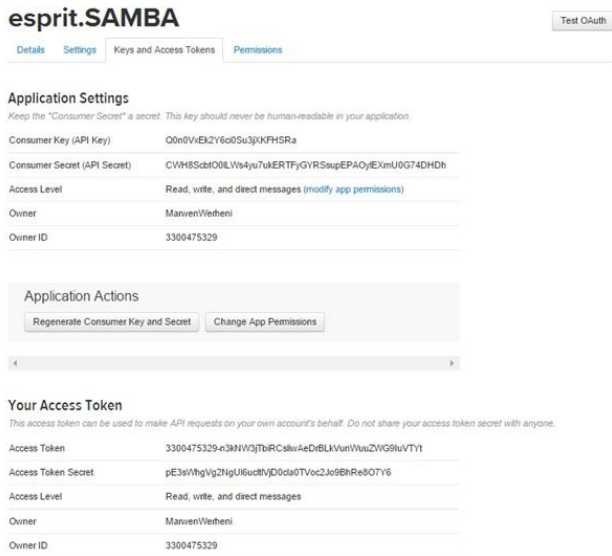 esprit.SAMBA
Test OAuth
Details Settings Keys and Access Tokens Permissions
Application Settings
Keep the "Consumer Secret" a secret. This key should never be human-readable in your application.
Consumer Key (API Key)
Consumer Secret (API Secret)
Access Level Read, write, and direct messages (modify app permissions)
Owner MarwenWerheni
Owner ID 3300475329
Application Actions
Regenerate Consumer Key and Secret Change App Permissions
Your Access Token
This access token can be used to make API requests on your own account's behalf. Do not share your access token secret with anyone.
Access Token
Access Token Secret
Access Level Read, write, and direct messages
Owner MarwenWerheni
Owner ID 3300475329